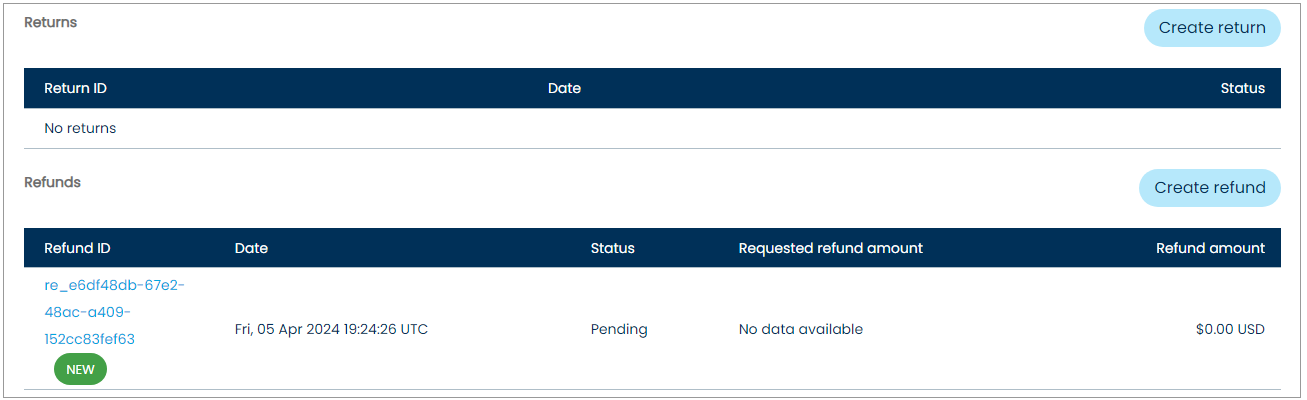 Returns
Create return
Return ID Date Status
No returns
Refunds
Create refund
Refund ID Date Status Requested refund amount Refund amount
re_e6df48db-67e2-
48ac-a409-
152cc83fef63
Fri, 05 Apr 2024 19:24:26 UTC Pending No data available $0.00 USD
NEW